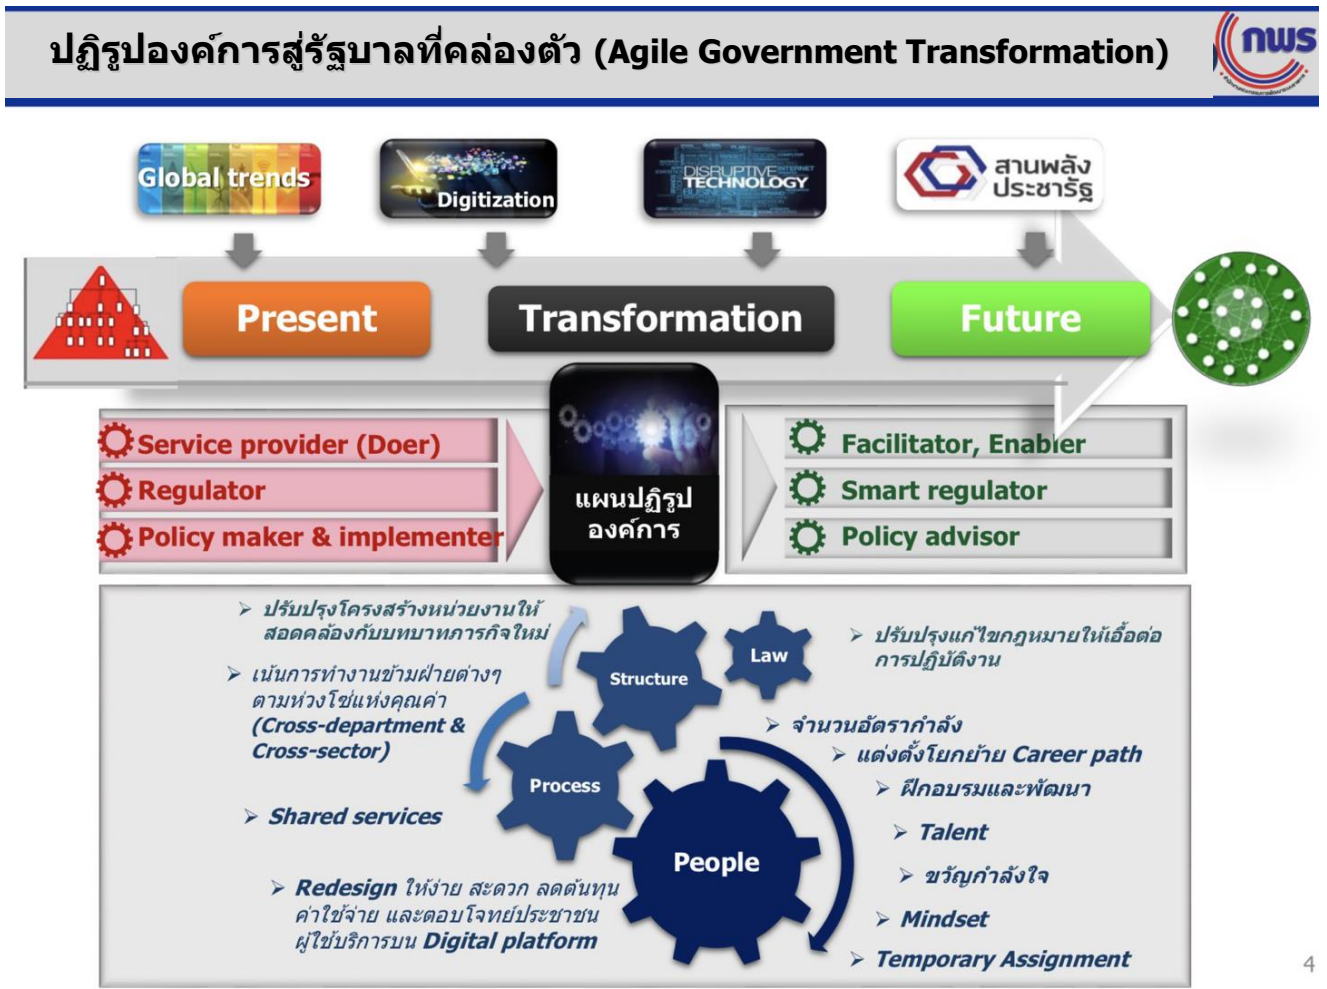 ปฏิรูปองค์การสู่รัฐบาลที่คล่องตัว (Agile Government Transformation)
กพร
Global trends
Digitization
DISRUPTIVE
TECHNOLOGY
สานพลัง
ประชารัฐ
Present
Transformation
Future
Service provider (Doer)
Regulator
Policy maker & implementer
แผนปฏิรูป
องค์การ
Facilitator, Enabler
Smart regulator
Policy advisor
➢ ปรับปรุงโครงสร้างหน่วยงานให้
สอดคล้องกับบทบาทภารกิจใหม่
➢ เน้นการทำงานข้ามฝ่ายต่างๆ
ตามห่วงโซ่แห่งคุณค่า
(Cross-department &
Cross-sector)
➢ Shared services
➢ Redesign ให้ง่าย สะดวก ลดต้นทุน
ค่าใช้จ่าย และตอบโจทย์ประชาชน
ผู้ใช้บริการบน Digital platform
Structure
Law
Process
People
➢ ปรับปรุงแก้ไขกฎหมายให้เอื้อต่อ
การปฏิบัติงาน
➢ จำนวนอัตรากำลัง
➢ แต่งตั้งโยกย้าย Career path
➢ ฝึกอบรมและพัฒนา
➢ Talent
➢ ขวัญกำลังใจ
➢ Mindset
➢ Temporary Assignment
4